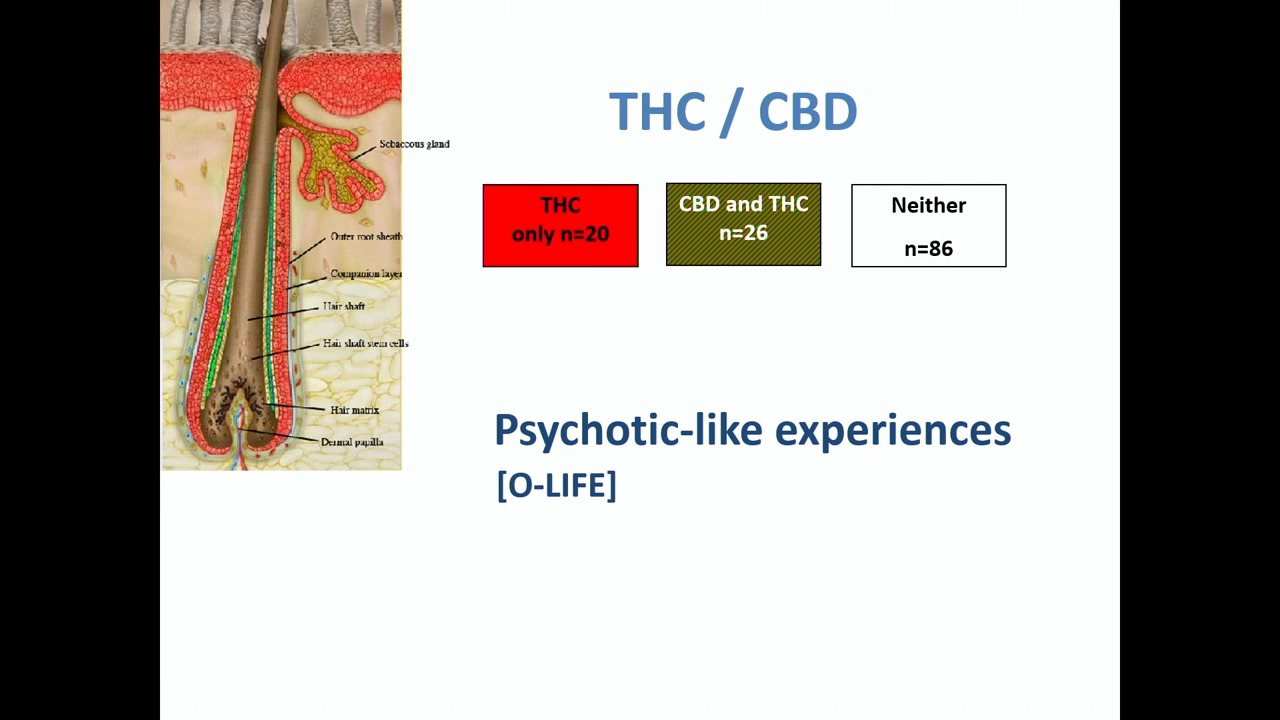 THC / CBD
THC
only n=20
CBD and THC
n=26
Neither
n=86
Sebaceous gland
Outer root sheath
Companion layer
Hair shaft
Hair shaft stem cells
Hair matrix
Dermal papilla
Psychotic-like experiences
[O-LIFE]